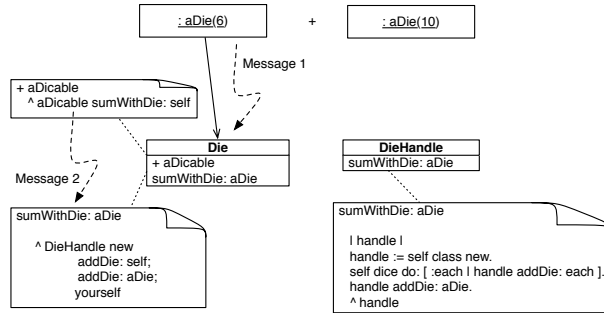 : aDie(6)
+
: aDie(10)
Message 1
+ aDicable
^ aDicable sumWithDie: self
Die
+ aDicable
sumWithDie: aDie
DieHandle
sumWithDie: aDie
Message 2
sumWithDie: aDie
^ DieHandle new
addDie: self;
addDie: aDie;
yourself
sumWithDie: aDie
| handle |
handle := self class new.
self dice do: [ :each | handle addDie: each ].
handle addDie: aDie.
^ handle